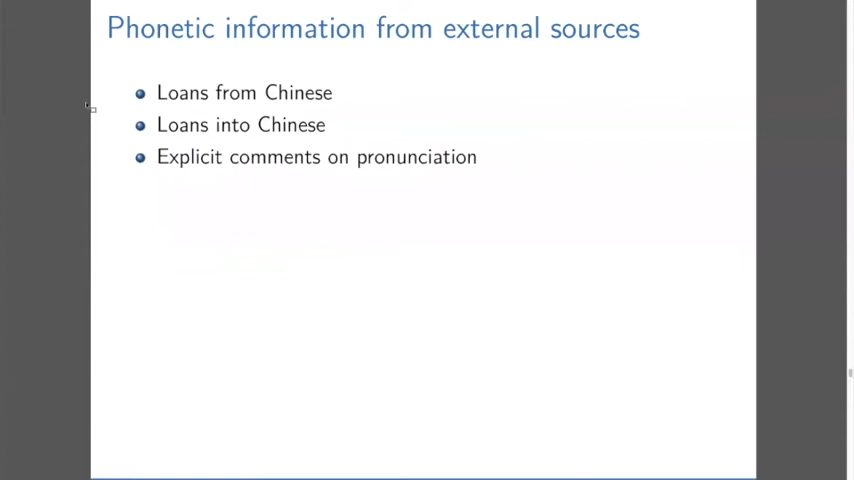 Phonetic information from external sources
Loans from Chinese
Loans into Chinese
Explicit comments on pronunciation